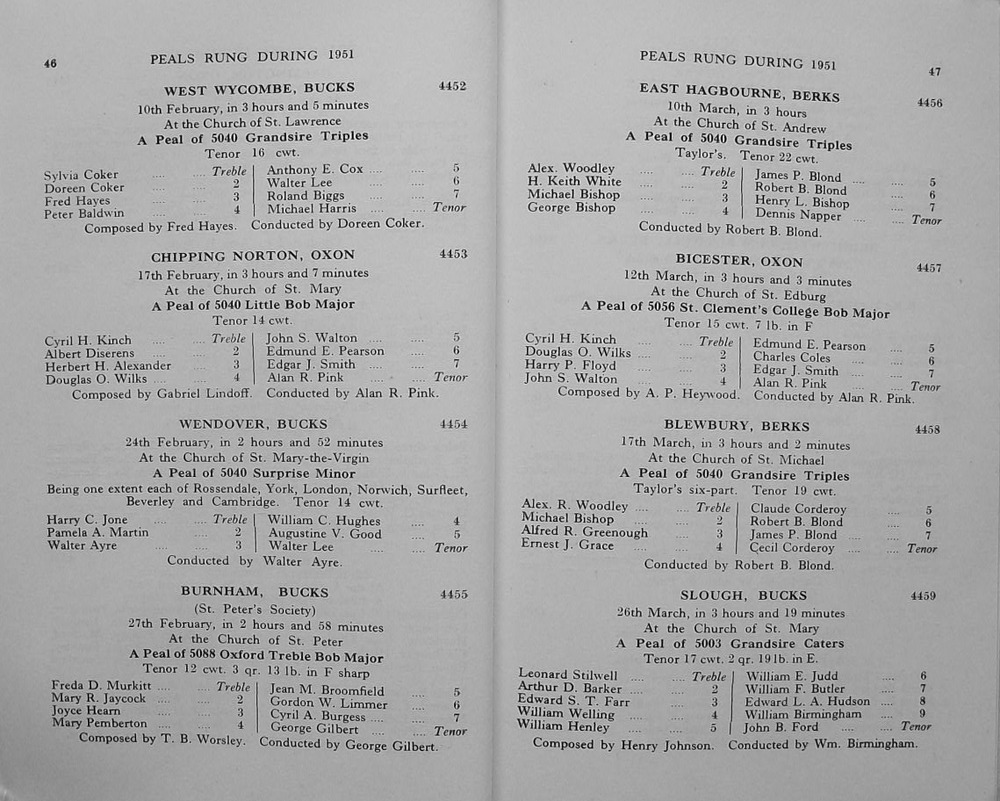 46
PEALS RUNG DURING 1951
WEST WYCOMBE, BUCKS 4452
10th February, in 3 hours and 5 minutes
At the Church of St. Lawrence
A Peal of 5040 Grandsire Triples
Tenor 16 cwt.
Sylvia Coker .... .... Treble | Anthony E. Cox .... .... 5
Doreen Coker .... 2 | Walter Lee .... .... 6
Fred Hayes .... .... 3 | Roland Biggs .... .... 7
Peter Baldwin .... 4 | Michael Harris .... .... Tenor
Composed by Fred Hayes. Conducted by Doreen Coker.
CHIPPING NORTON, OXON 4453
17th February, in 3 hours and 7 minutes
At the Church of St. Mary
A Peal of 5040 Little Bob Major
Tenor 14 cwt.
Cyril H. Kinch .... .... Treble | John S. Walton .... .... 5
Albert Diserens .... 2 | Edmund E. Pearson .... 6
Herbert H. Alexander .... 3 | Edgar J. Smith .... .... 7
Douglas O. Wilks .... .... 4 | Alan R. Pink .... .... Tenor
Composed by Gabriel Lindoff. Conducted by Alan R. Pink.
WENDOVER, BUCKS 4454
24th February, in 2 hours and 52 minutes
At the Church of St. Mary-the-Virgin
A Peal of 5040 Surprise Minor
Being one extent each of Rossendale, York, London, Norwich, Surfleet,
Beverley and Cambridge. Tenor 14 cwt.
Harry C. Jone .... .... Treble | William C. Hughes .... 4
Pamela A. Martin .... 2 | Augustine V. Good .... 5
Walter Ayre .... .... 3 | Walter Lee .... .... Tenor
Conducted by Walter Ayre.
BURNHAM, BUCKS 4455
(St. Peter's Society)
27th February, in 2 hours and 58 minutes
At the Church of St. Peter
A Peal of 5088 Oxford Treble Bob Major
Tenor 12 cwt. 3 qr. 13 lb. in F sharp
Freda D. Murkitt .... .... Treble | Jean M. Broomfield .... 5
Mary R. Jaycock .... .... 2 | Gordon W. Limmer .... 6
Joyce Hearn .... .... 3 | Cyril A. Burgess .... .... 7
Mary Pemberton .... .... 4 | George Gilbert .... .... Tenor
Composed by T. B. Worsley. Conducted by George Gilbert.
PEALS RUNG DURING 1951
47
EAST HAGBOURNE, BERKS 4456
10th March, in 3 hours
At the Church of St. Andrew
A Peal of 5040 Grandsire Triples
Taylor's. Tenor 22 cwt.
Alex. Woodley .... .... Treble | James P. Blond .... .... 5
H. Keith White .... .... 2 | Robert B. Blond .... 6
Michael Bishop .... .... 3 | Henry L. Bishop .... 7
George Bishop .... .... 4 | Dennis Napper .... .... Tenor
Conducted by Robert B. Blond.
BICESTER, OXON 4457
12th March, in 3 hours and 3 minutes
At the Church of St. Edburg
A Peal of 5056 St. Clement's College Bob Major
Tenor 15 cwt. 7 lb. in F
Cyril H. Kinch .... .... Treble | Edmund E. Pearson .... 5
Douglas O. Wilks .... .... 2 | Charles Coles .... .... 6
Harry P. Floyd .... .... 3 | Edgar J. Smith .... .... 7
John S. Walton .... .... 4 | Alan R. Pink .... .... Tenor
Composed by A. P. Heywood. Conducted by Alan R. Pink.
BLEWBURY, BERKS 4458
17th March, in 3 hours and 2 minutes
At the Church of St. Michael
A Peal of 5040 Grandsire Triples
Taylor's six-part. Tenor 19 cwt.
Alex. R. Woodley .... .... Treble | Claude Corderoy .... 5
Michael Bishop .... .... 2 | Robert B. Blond .... 6
Alfred R. Greenough .... 3 | James P. Blond .... .... 7
Ernest J. Grace .... .... 4 | Cecil Corderoy .... .... Tenor
Conducted by Robert B. Blond.
SLOUGH, BUCKS 4459
26th March, in 3 hours and 19 minutes
At the Church of St. Mary
A Peal of 5003 Grandsire Caters
Tenor 17 cwt. 2 qr. 19 lb. in E.
Leonard Stilwell .... .... Treble | William E. Judd .... 6
Arthur D. Barker .... .... 2 | William F. Butler .... 7
Edward S. T. Farr .... 3 | Edward L. A. Hudson .... 8
William Welling .... .... 4 | William Birmingham .... 9
William Henley .... .... 5 | John B. Ford .... .... Tenor
Composed by Henry Johnson. Conducted by Wm. Birmingham.